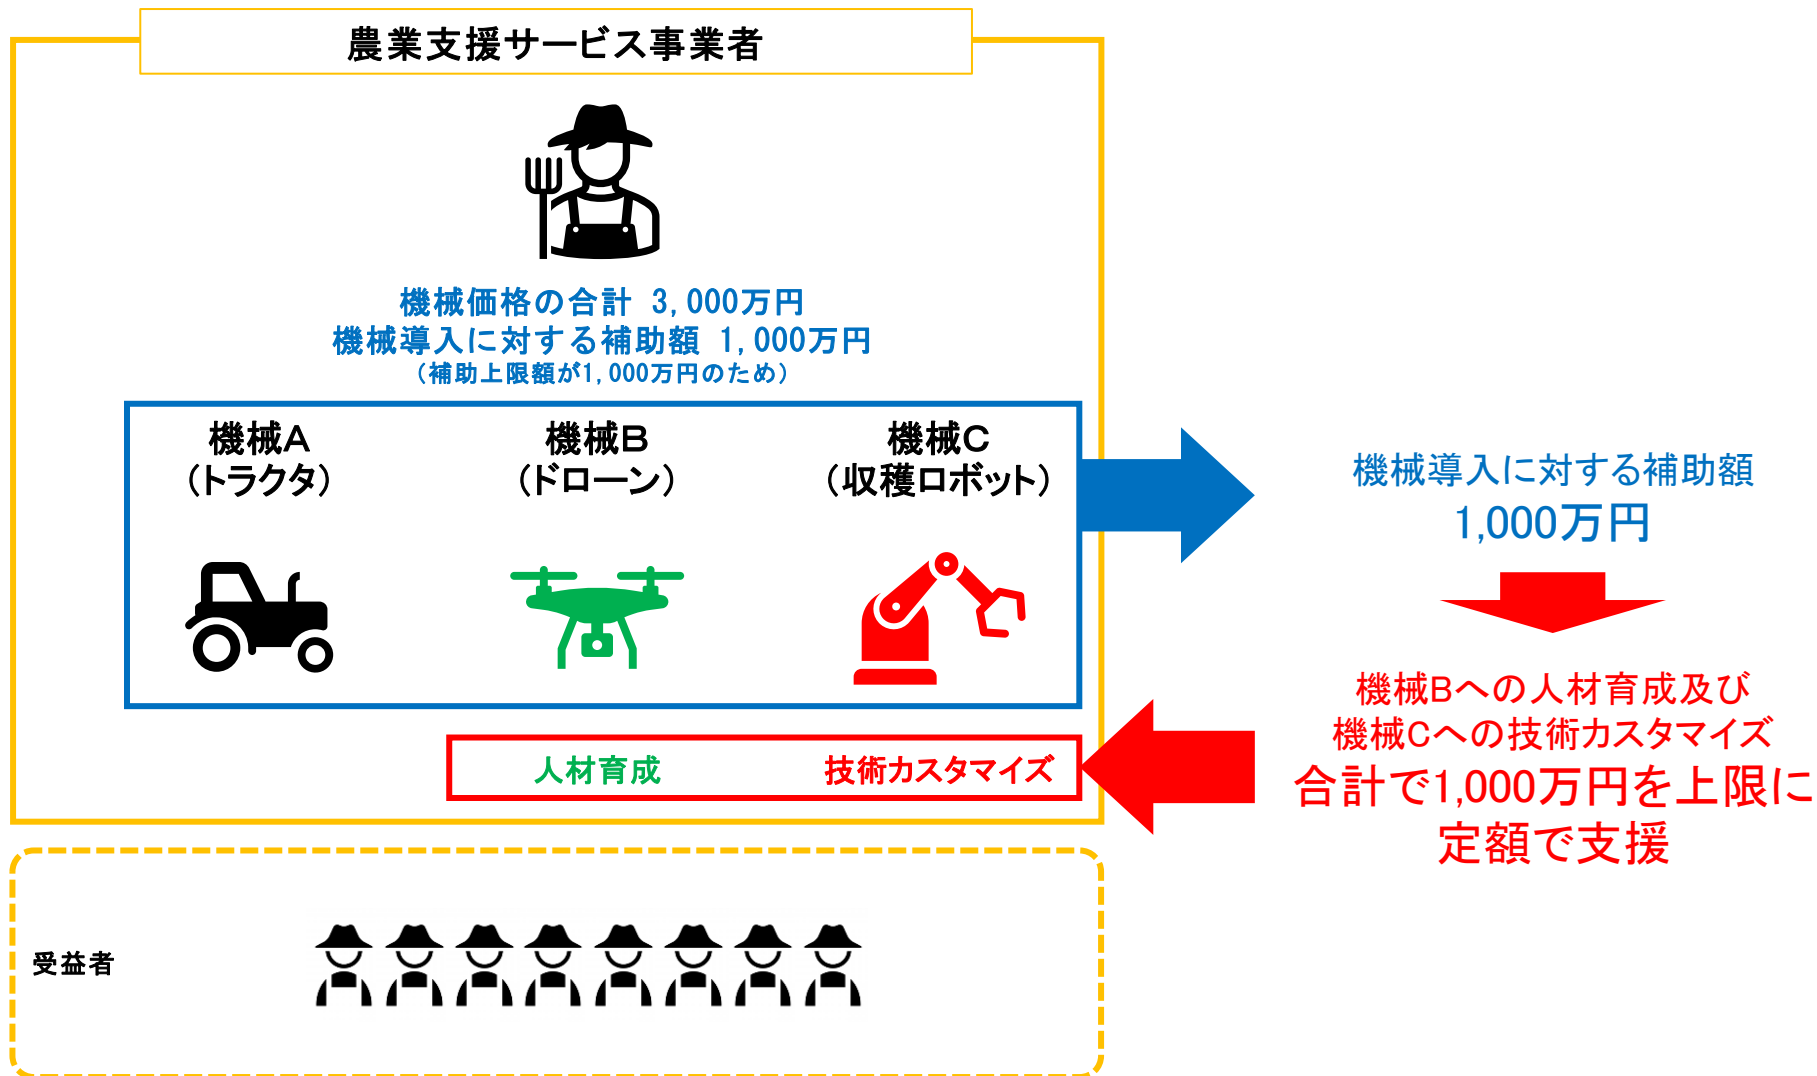 農業支援サービス事業者
機械価格の合計 3,000万円
機械導入に対する補助額 1,000万円
（補助上限額が1,000万円のため）
機械A
（トラクタ）
機械B
（ドローン）
機械C
（収穫ロボット）
人材育成
技術カスタマイズ
機械導入に対する補助額
1,000万円
機械Bへの人材育成及び
機械Cへの技術カスタマイズ
合計で1,000万円を上限に
定額で支援
受益者